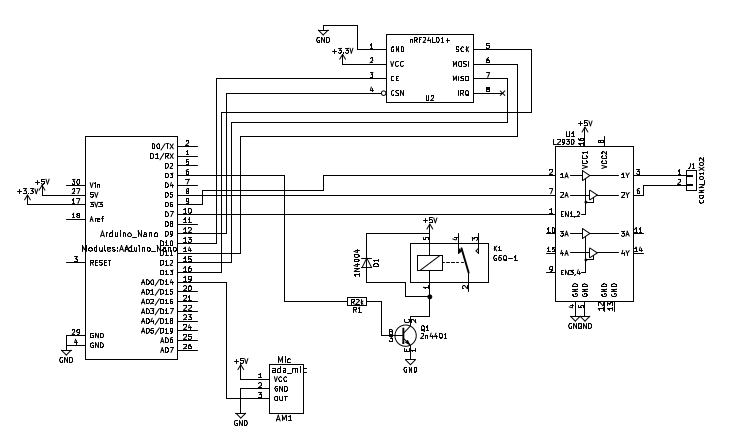 GND
+3.3V
1 GND
2 VCC
3 CE
4 CSN
nRF24L01+
SCK 5
MOSI 6
MISO 7
IRQ 8
U2
+5V
+3.3V
30 Vin
27 5V
17 3V3
18 Aref
3 RESET
29 GND
4 GND
GND
Arduino_Nano
D0/TX 2
D1/RX 1
D2 5
D3 6
D4 7
D5 8
D6 9
D7 10
D8 11
D9 12
D10 13
D11 14
D12 15
D13 16
AD0/D14 19
AD1/D15 20
AD2/D16 21
AD3/D17 22
AD4/D18 23
AD5/D19 24
AD6 25
AD7 26
+5V
GND
Mic
ada_mic
1 VCC
2 GND
3 OUT
AM1
1N4004
D1
+5V
5
4
3
1
2
K1
G6Q-1
R2k
R1
B
3
C
2
E
1
Q1
2n4401
GND
+5V
U1
L293D
16
VCC1
8
VCC2
2 1A
7 2A
1 EN1,2
10 3A
15 4A
9 EN3,4
1Y 3
2Y 6
3A 11
4Y 14
GND GND GND GND
4 5 12 13
GND GND
J1
1
2
CONN_01X02